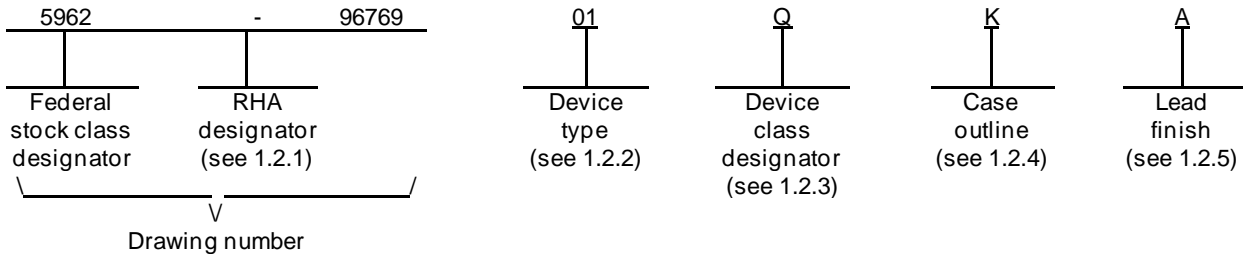 5962 - 96769 01 Q K A
Federal stock class designator
RHA designator (see 1.2.1)
Device type (see 1.2.2)
Device class designator (see 1.2.3)
Case outline (see 1.2.4)
Lead finish (see 1.2.5)
\ /
\/
Drawing number